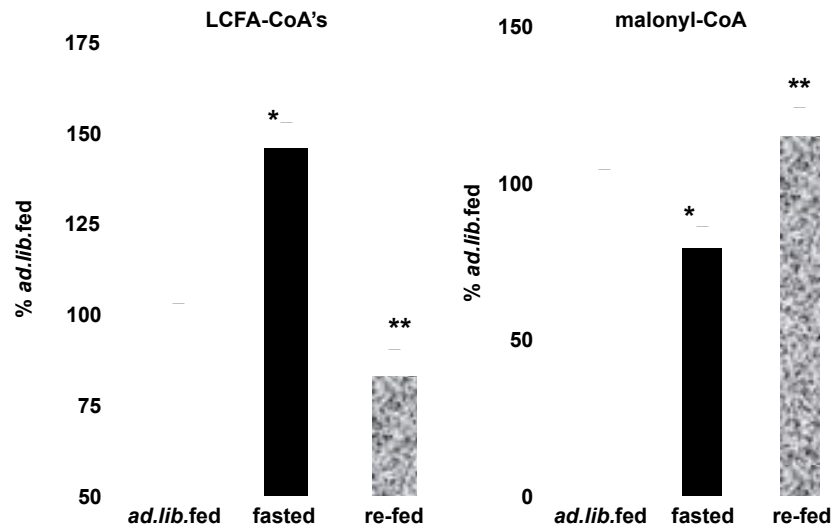 LCFA-CoA's
175
150
125
100
75
50
% ad.lib.fed
*
**
ad.lib.fed fasted re-fed
malonyl-CoA
150
100
50
0
% ad.lib.fed
*
**
ad.lib.fed fasted re-fed